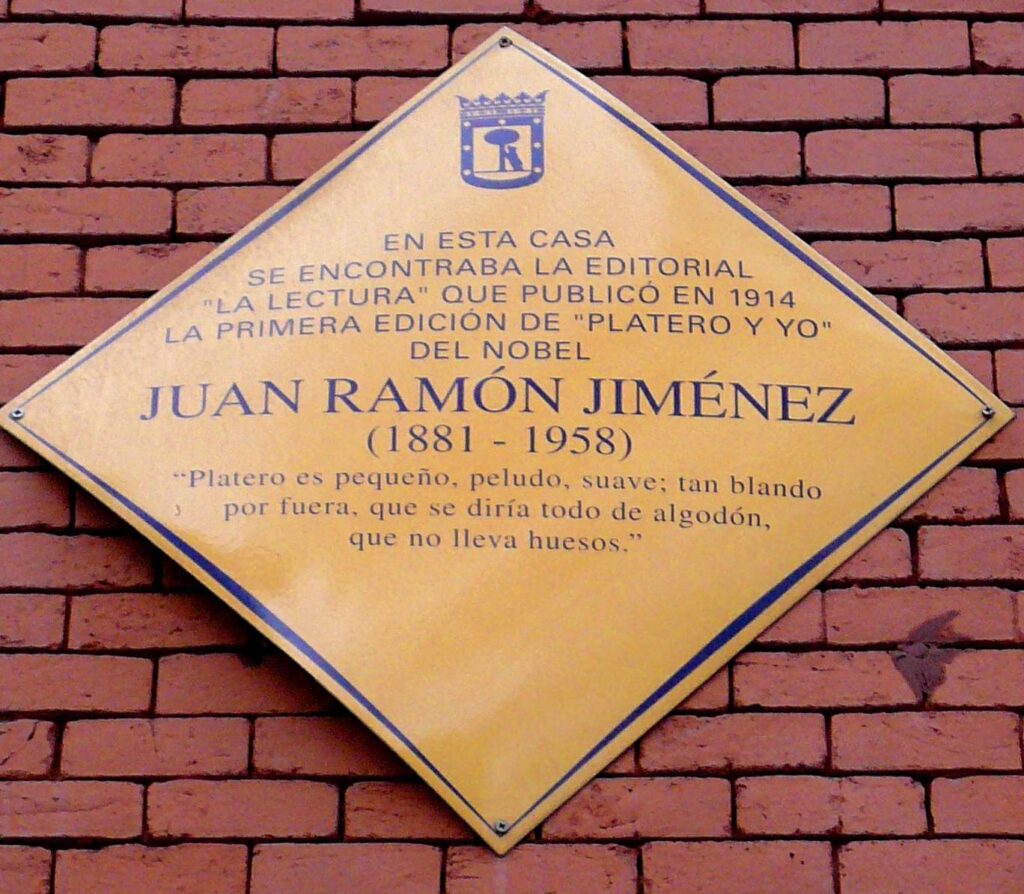 EN ESTA CASA
SE ENCONTRABA LA EDITORIAL
"LA LECTURA" QUE PUBLICÓ EN 1914
LA PRIMERA EDICIÓN DE "PLATERO Y YO"
DEL NOBEL
JUAN RAMÓN JIMÉNEZ
(1881 - 1958)
“Platero es pequeño, peludo, suave; tan blando
por fuera, que se diría todo de algodón,
que no lleva huesos.”